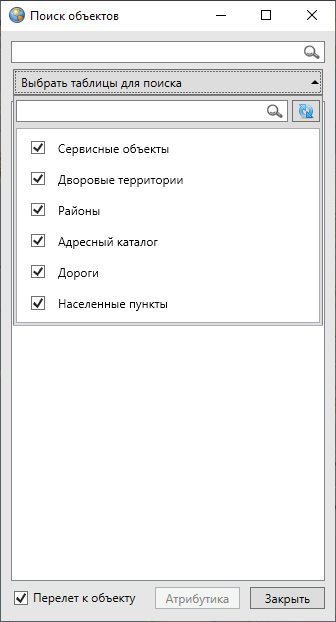 Поиск объектов
Выбрать таблицы для поиска
Сервисные объекты
Дворовые территории
Районы
Адресный каталог
Дороги
Населенные пункты
Перелет к объекту
Атрибутика
Закрыть